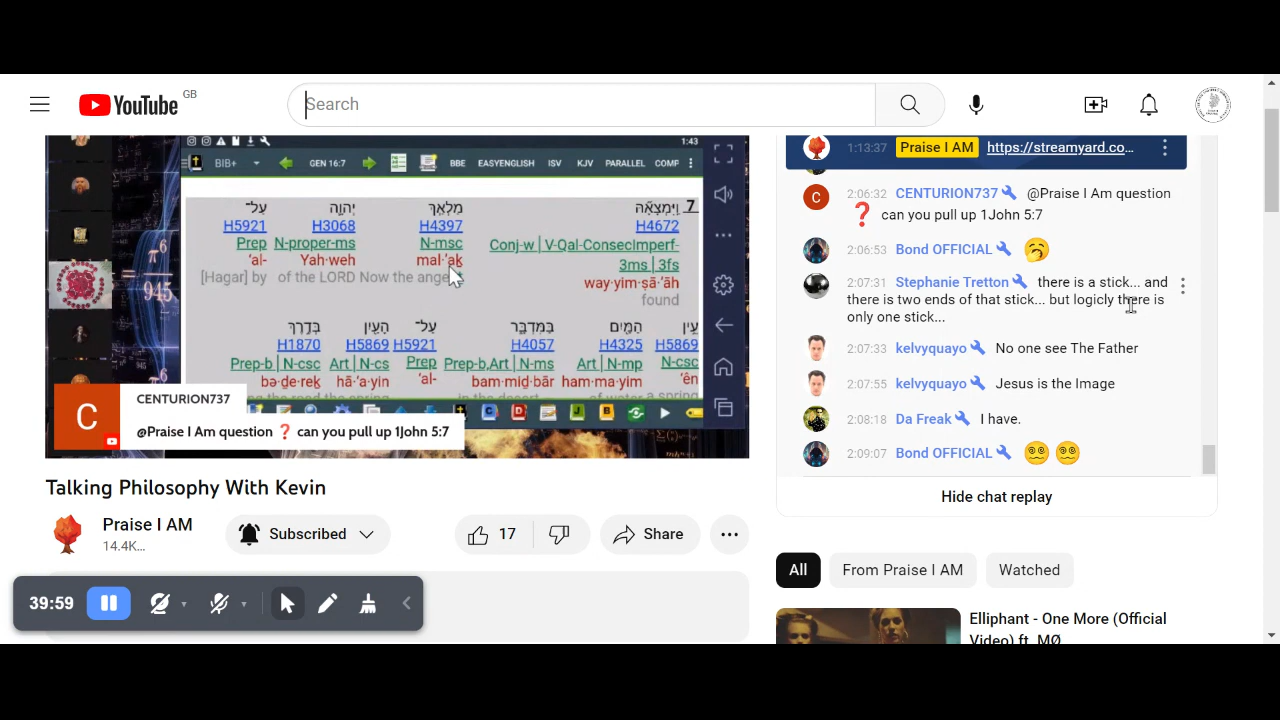 YouTube GB
Search
1:43
BIB+ GEN 16:7 BBE EASYENGLISH ISV KJV PARALLEL COMF
עַל־ יְהוָ֛ה מַלְאַ֧ךְ וַֽיִּמְצָאָ֞הּ 7
H5921 H3068 H4397 H4672
Prep N-proper-ms N-msc Conj-w | V-Qal-ConsecImperf-
3ms | 3fs
'al- Yah·weh mal·'aḵ way·yim·ṣā·'āh
[Hagar] by of the LORD Now the ange found
בְּדֶ֥רֶךְ הָעַ֖יִן עַל־ בַּמִּדְבָּ֑ר הַמַּ֖יִם עֵ֥ין
H1870 H5869 H5921 H4057 H4325 H5869
Prep-b | N-csc Art | N-cs Prep Prep-b,Art | N-ms Art | N-mp N-csc
bə·ḏe·reḵ hā·'a·yin 'al- bam·miḏ·bār ham·ma·yim 'ên
C
CENTURION737
@Praise I Am question ❓ can you pull up 1John 5:7
Talking Philosophy With Kevin
Praise I AM
14.4K...
Subscribed
17
Share
39:59
1:13:37 Praise I AM https://streamyard.co...
C 2:06:32 CENTURION737 @Praise I Am question
❓ can you pull up 1John 5:7
2:06:53 Bond OFFICIAL 🥱
2:07:31 Stephanie Tretton there is a stick... and
there is two ends of that stick... but logicly there is
only one stick...
2:07:33 kelvyquayo No one see The Father
2:07:55 kelvyquayo Jesus is the Image
2:08:18 Da Freak I have.
2:09:07 Bond OFFICIAL 😵‍💫 😵‍💫
Hide chat replay
All From Praise I AM Watched
Elliphant - One More (Official
Video) ft. MØ